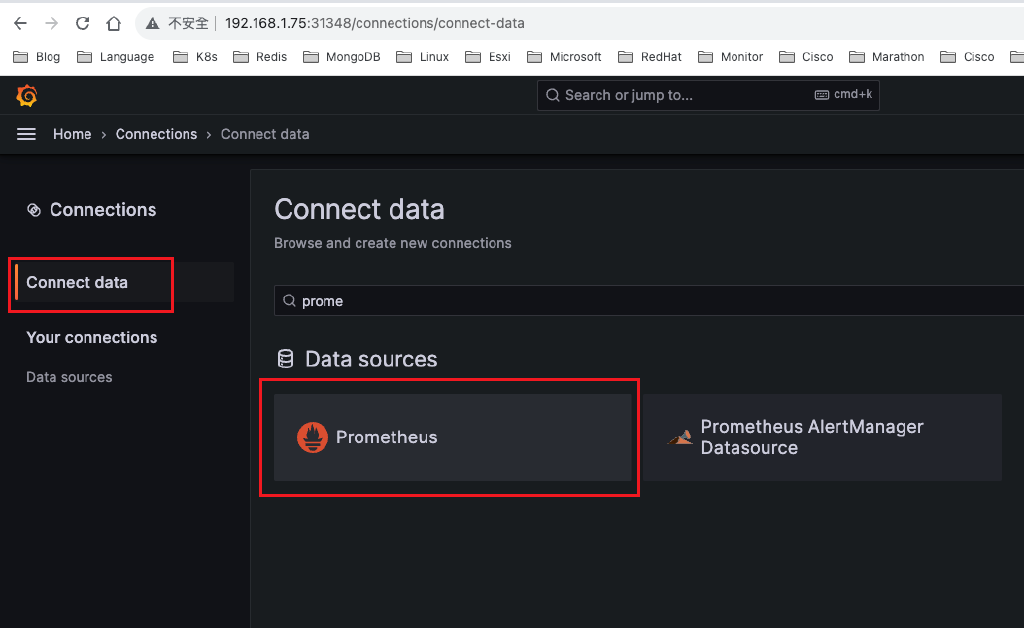 不安全 192.168.1.75:31348/connections/connect-data
Blog Language K8s Redis MongoDB Linux Esxi Microsoft RedHat Monitor Cisco Marathon Cisco
Search or jump to... cmd+k
Home › Connections › Connect data
Connections
Connect data
Your connections
Data sources
Connect data
Browse and create new connections
prome
Data sources
Prometheus
Prometheus AlertManager
Datasource